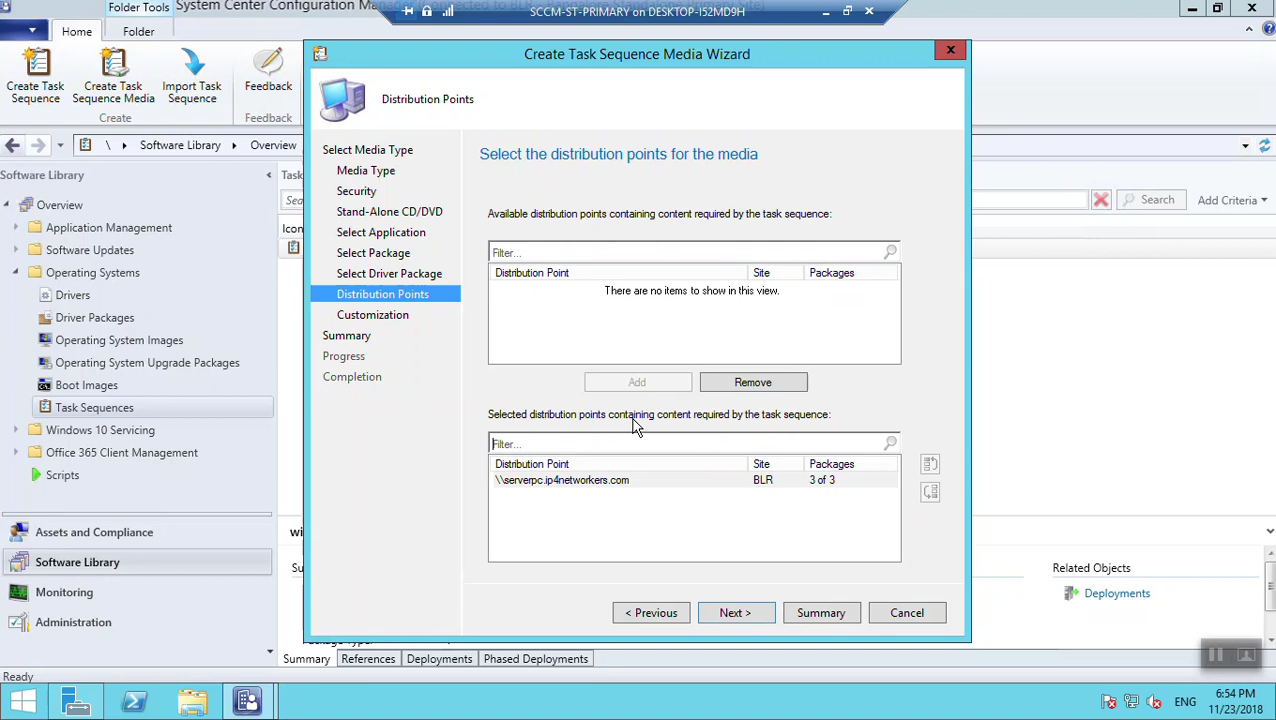 Folder Tools
System Center Configuration Mana
connected to BLR
SCCM-ST-PRIMARY on DESKTOP-I52MD9H
Home
Folder
Create Task Sequence
Create Task Sequence Media
Import Task Sequence
Feedback
Create
Feedback
\ Software Library Overview
Software Library
Overview
Application Management
Software Updates
Operating Systems
Drivers
Driver Packages
Operating System Images
Operating System Upgrade Packages
Boot Images
Task Sequences
Windows 10 Servicing
Office 365 Client Management
Scripts
Assets and Compliance
Software Library
Monitoring
Administration
Ready
Task
Sea
Icon
Search
Add Criteria
Create Task Sequence Media Wizard
Distribution Points
Select Media Type
Media Type
Security
Stand-Alone CD/DVD
Select Application
Select Package
Select Driver Package
Distribution Points
Customization
Summary
Progress
Completion
Select the distribution points for the media
Available distribution points containing content required by the task sequence:
Filter...
Distribution Point Site Packages
There are no items to show in this view.
Add Remove
Selected distribution points containing content required by the task sequence:
Filter...
Distribution Point Site Packages
\\serverpc.ip4networkers.com BLR 3 of 3
< Previous Next > Summary Cancel
wi
Su
Related Objects
Deployments
Summary References Deployments Phased Deployments
ENG
6:54 PM
11/23/2018